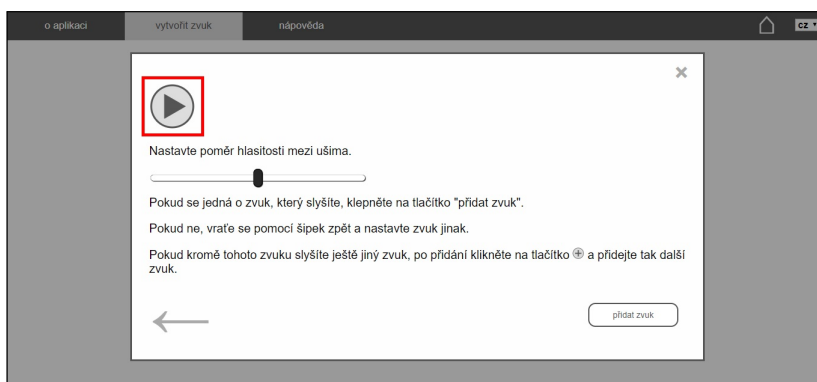 o aplikaci vytvořit zvuk nápověda cz
Nastavte poměr hlasitosti mezi ušima.
Pokud se jedná o zvuk, který slyšíte, klepněte na tlačítko "přidat zvuk".
Pokud ne, vraťe se pomocí šipek zpět a nastavte zvuk jinak.
Pokud kromě tohoto zvuku slyšíte ještě jiný zvuk, po přidání klikněte na tlačítko a přidejte tak další
zvuk.
přidat zvuk